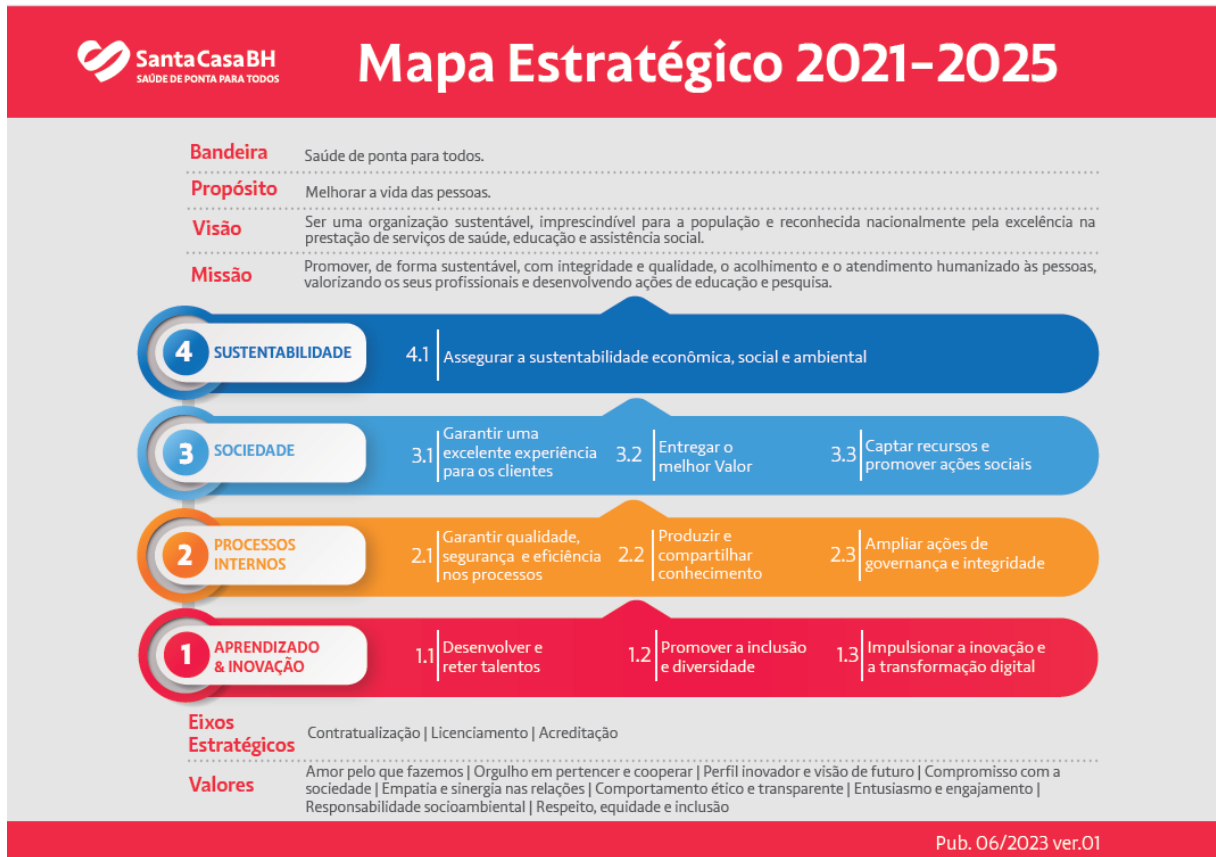 SantaCasaBH
SAÚDE DE PONTA PARA TODOS
Mapa Estratégico 2021-2025
Bandeira
Saúde de ponta para todos.
Propósito
Melhorar a vida das pessoas.
Visão
Ser uma organização sustentável, imprescindível para a população e reconhecida nacionalmente pela excelência na
prestação de serviços de saúde, educação e assistência social.
Missão
Promover, de forma sustentável, com integridade e qualidade, o acolhimento e o atendimento humanizado às pessoas,
valorizando os seus profissionais e desenvolvendo ações de educação e pesquisa.
4
SUSTENTABILIDADE
4.1
Assegurar a sustentabilidade econômica, social e ambiental
3
SOCIEDADE
3.1
Garantir uma
excelente experiência
para os clientes
3.2
Entregar o
melhor Valor
3.3
Captar recursos e
promover ações sociais
2
PROCESSOS
INTERNOS
2.1
Garantir qualidade,
segurança e eficiência
nos processos
2.2
Produzir e
compartilhar
conhecimento
2.3
Ampliar ações de
governança e integridade
1
APRENDIZADO
& INOVAÇÃO
1.1
Desenvolver e
reter talentos
1.2
Promover a inclusão
e diversidade
1.3
Impulsionar a inovação e
a transformação digital
Eixos
Estratégicos
Contratualização | Licenciamento | Acreditação
Valores
Amor pelo que fazemos | Orgulho em pertencer e cooperar | Perfil inovador e visão de futuro | Compromisso com a
sociedade | Empatia e sinergia nas relações | Comportamento ético e transparente | Entusiasmo e engajamento |
Responsabilidade socioambiental | Respeito, equidade e inclusão
Pub. 06/2023 ver.01